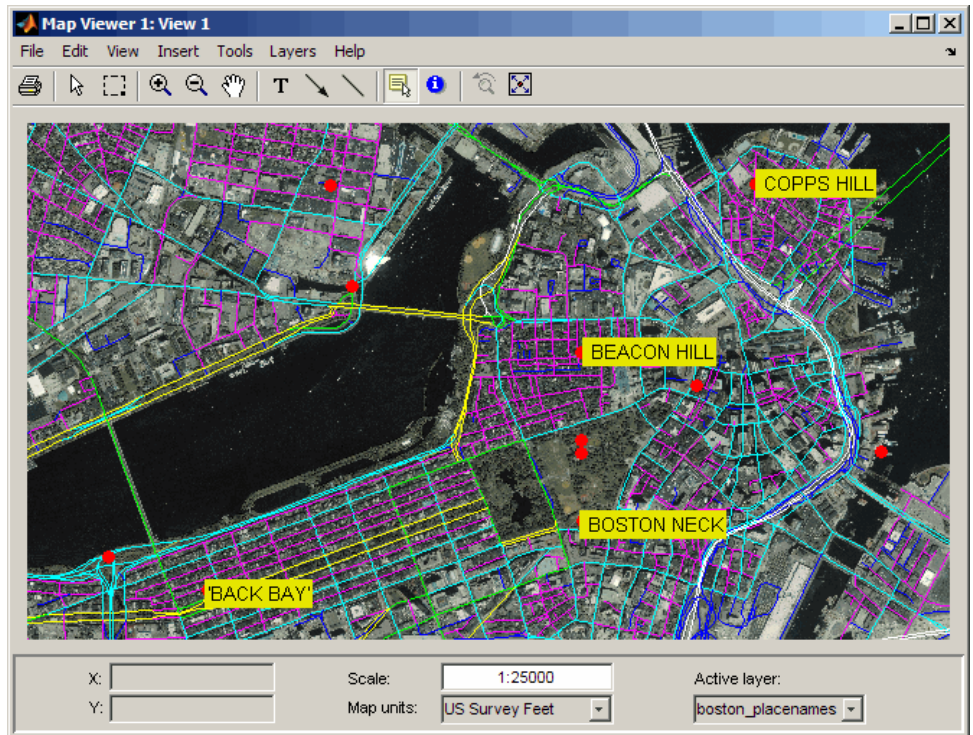 Map Viewer 1: View 1
File Edit View Insert Tools Layers Help
T
COPPS HILL
BEACON HILL
BOSTON NECK
'BACK BAY'
X:
Scale:
1:25000
Active layer:
Y:
Map units:
US Survey Feet
boston_placenames